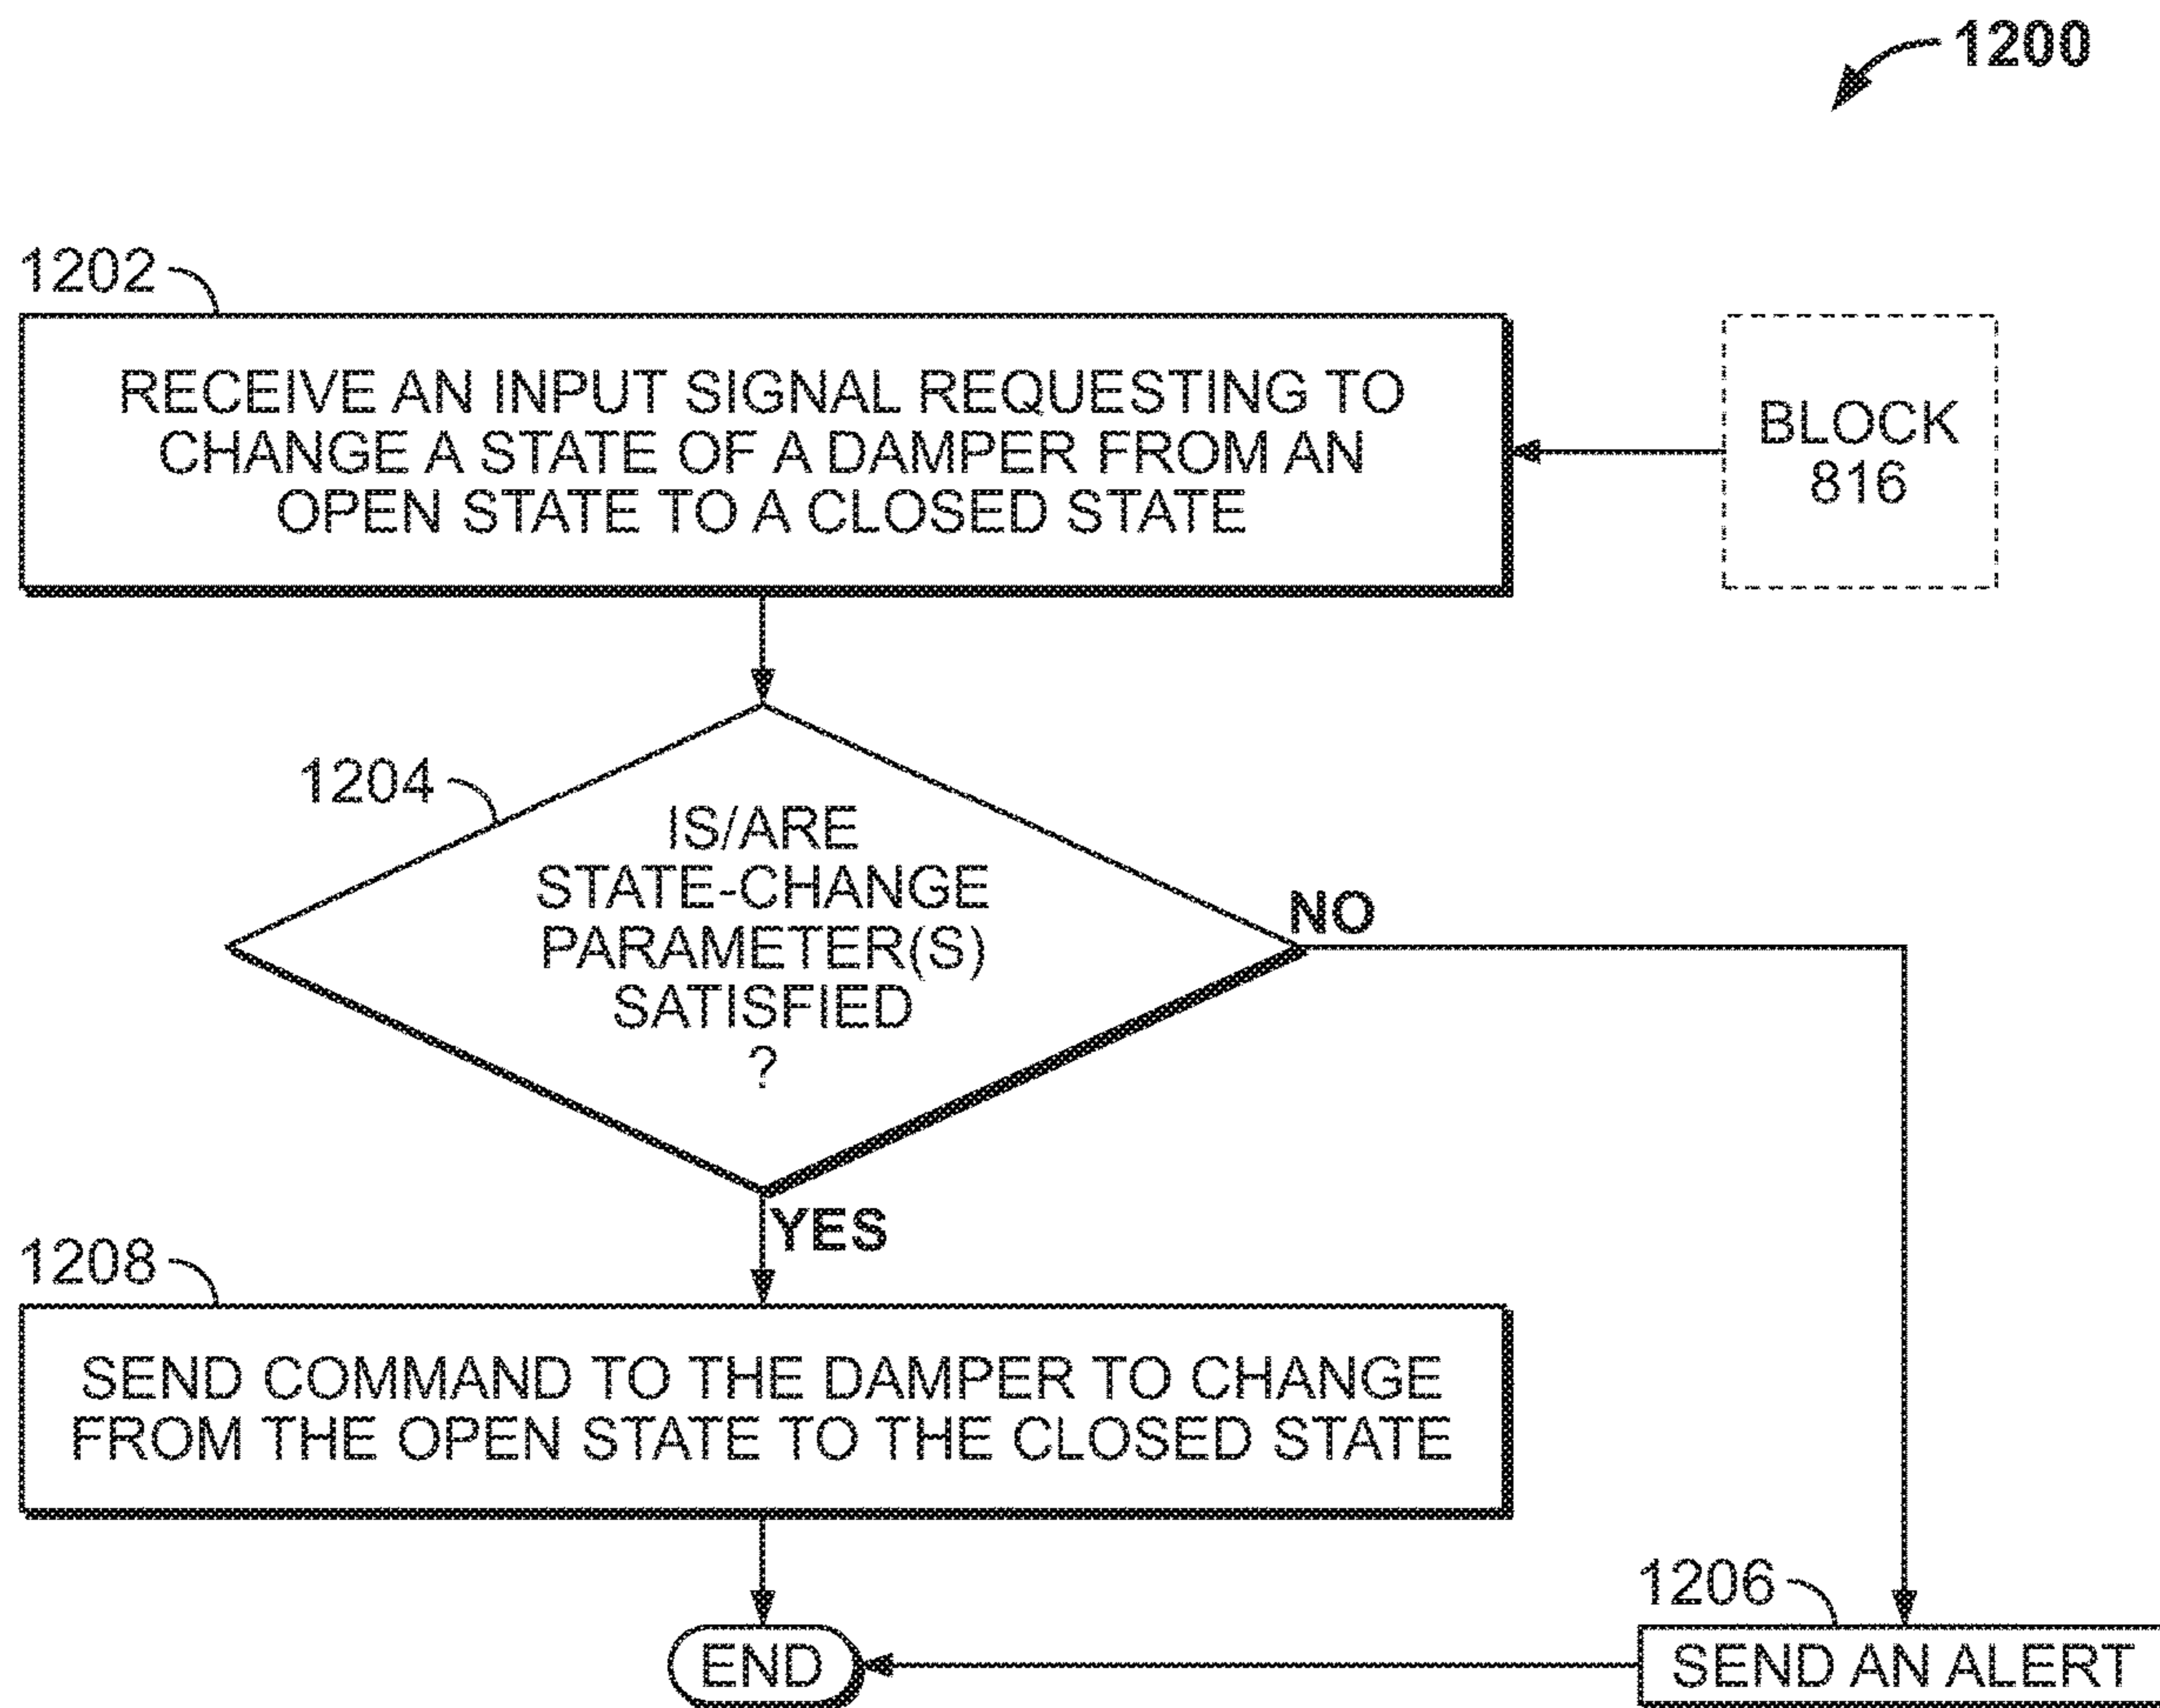 1200
1202
RECEIVE AN INPUT SIGNAL REQUESTING TO
CHANGE A STATE OF A DAMPER FROM AN
OPEN STATE TO A CLOSED STATE
BLOCK
816
1204
IS/ARE
STATE-CHANGE
PARAMETER(S)
SATISFIED
?
NO
YES
1208
SEND COMMAND TO THE DAMPER TO CHANGE
FROM THE OPEN STATE TO THE CLOSED STATE
1206
END
SEND AN ALERT